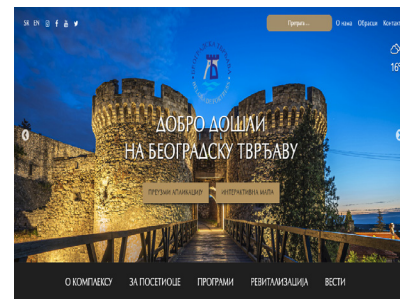 SR EN
Претрага...
О нама Обрасци Контакт
16°
ДОБРО ДОШЛИ
НА БЕОГРАДСКУ ТВРЂАВУ
ПРЕУЗМИ АПЛИКАЦИЈУ
ИНТЕРАКТИВНА МАПА
О КОМПЛЕКСУ ЗА ПОСЕТИОЦЕ ПРОГРАМИ РЕВИТАЛИЗАЦИЈА ВЕСТИ